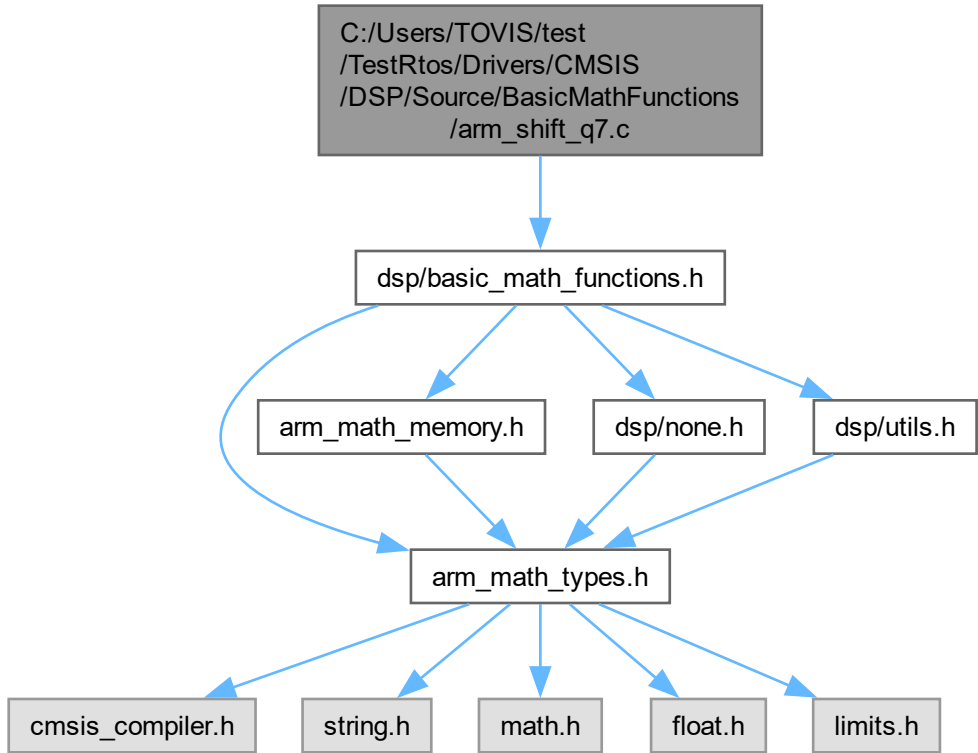 C:/Users/TOVIS/test
/TestRtos/Drivers/CMSIS
/DSP/Source/BasicMathFunctions
/arm_shift_q7.c
dsp/basic_math_functions.h
arm_math_memory.h
dsp/none.h
dsp/utils.h
arm_math_types.h
cmsis_compiler.h
string.h
math.h
float.h
limits.h